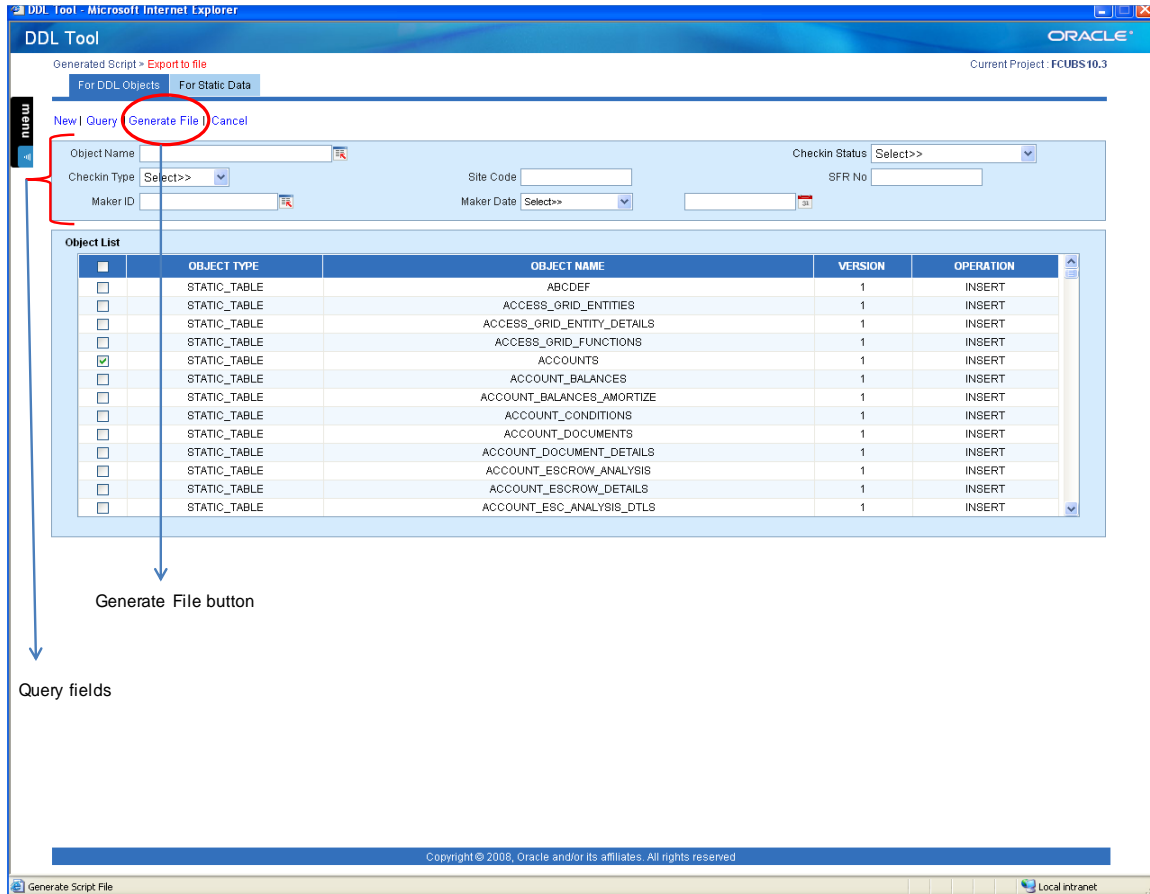 DDL Tool - Microsoft Internet Explorer
DDL Tool ORACLE
Generated Script > Export to file Current Project : FCUBS10.3
For DDL Objects For Static Data
menu
New | Query | Generate File | Cancel
Object Name Checkin Status Select>>
Checkin Type Select>> Site Code SFR No
Maker ID Maker Date Select>> 31
Object List
OBJECT TYPE OBJECT NAME VERSION OPERATION
STATIC_TABLE ABCDEF 1 INSERT
STATIC_TABLE ACCESS_GRID_ENTITIES 1 INSERT
STATIC_TABLE ACCESS_GRID_ENTITY_DETAILS 1 INSERT
STATIC_TABLE ACCESS_GRID_FUNCTIONS 1 INSERT
STATIC_TABLE ACCOUNTS 1 INSERT
STATIC_TABLE ACCOUNT_BALANCES 1 INSERT
STATIC_TABLE ACCOUNT_BALANCES_AMORTIZE 1 INSERT
STATIC_TABLE ACCOUNT_CONDITIONS 1 INSERT
STATIC_TABLE ACCOUNT_DOCUMENTS 1 INSERT
STATIC_TABLE ACCOUNT_DOCUMENT_DETAILS 1 INSERT
STATIC_TABLE ACCOUNT_ESCROW_ANALYSIS 1 INSERT
STATIC_TABLE ACCOUNT_ESCROW_DETAILS 1 INSERT
STATIC_TABLE ACCOUNT_ESC_ANALYSIS_DTLS 1 INSERT
Generate File button
Query fields
Copyright © 2008, Oracle and/or its affiliates. All rights reserved
Generate Script File Local intranet